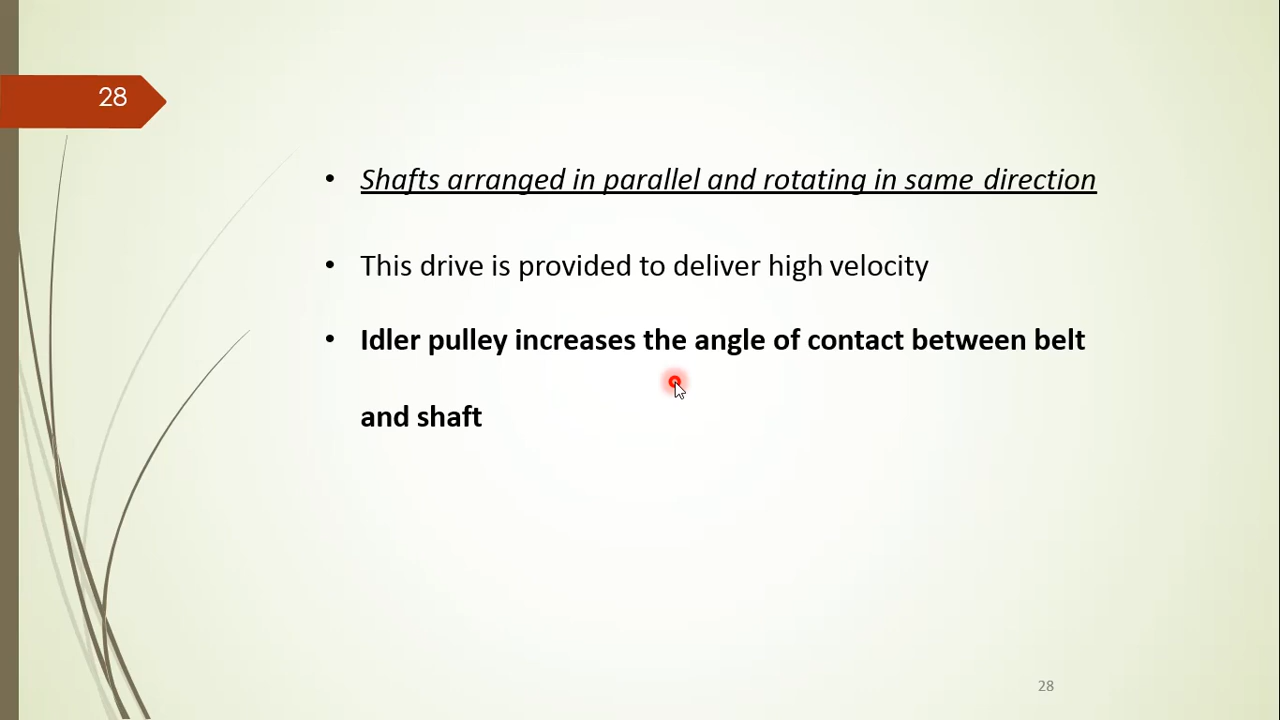 28
• Shafts arranged in parallel and rotating in same direction
• This drive is provided to deliver high velocity
• Idler pulley increases the angle of contact between belt
and shaft
28